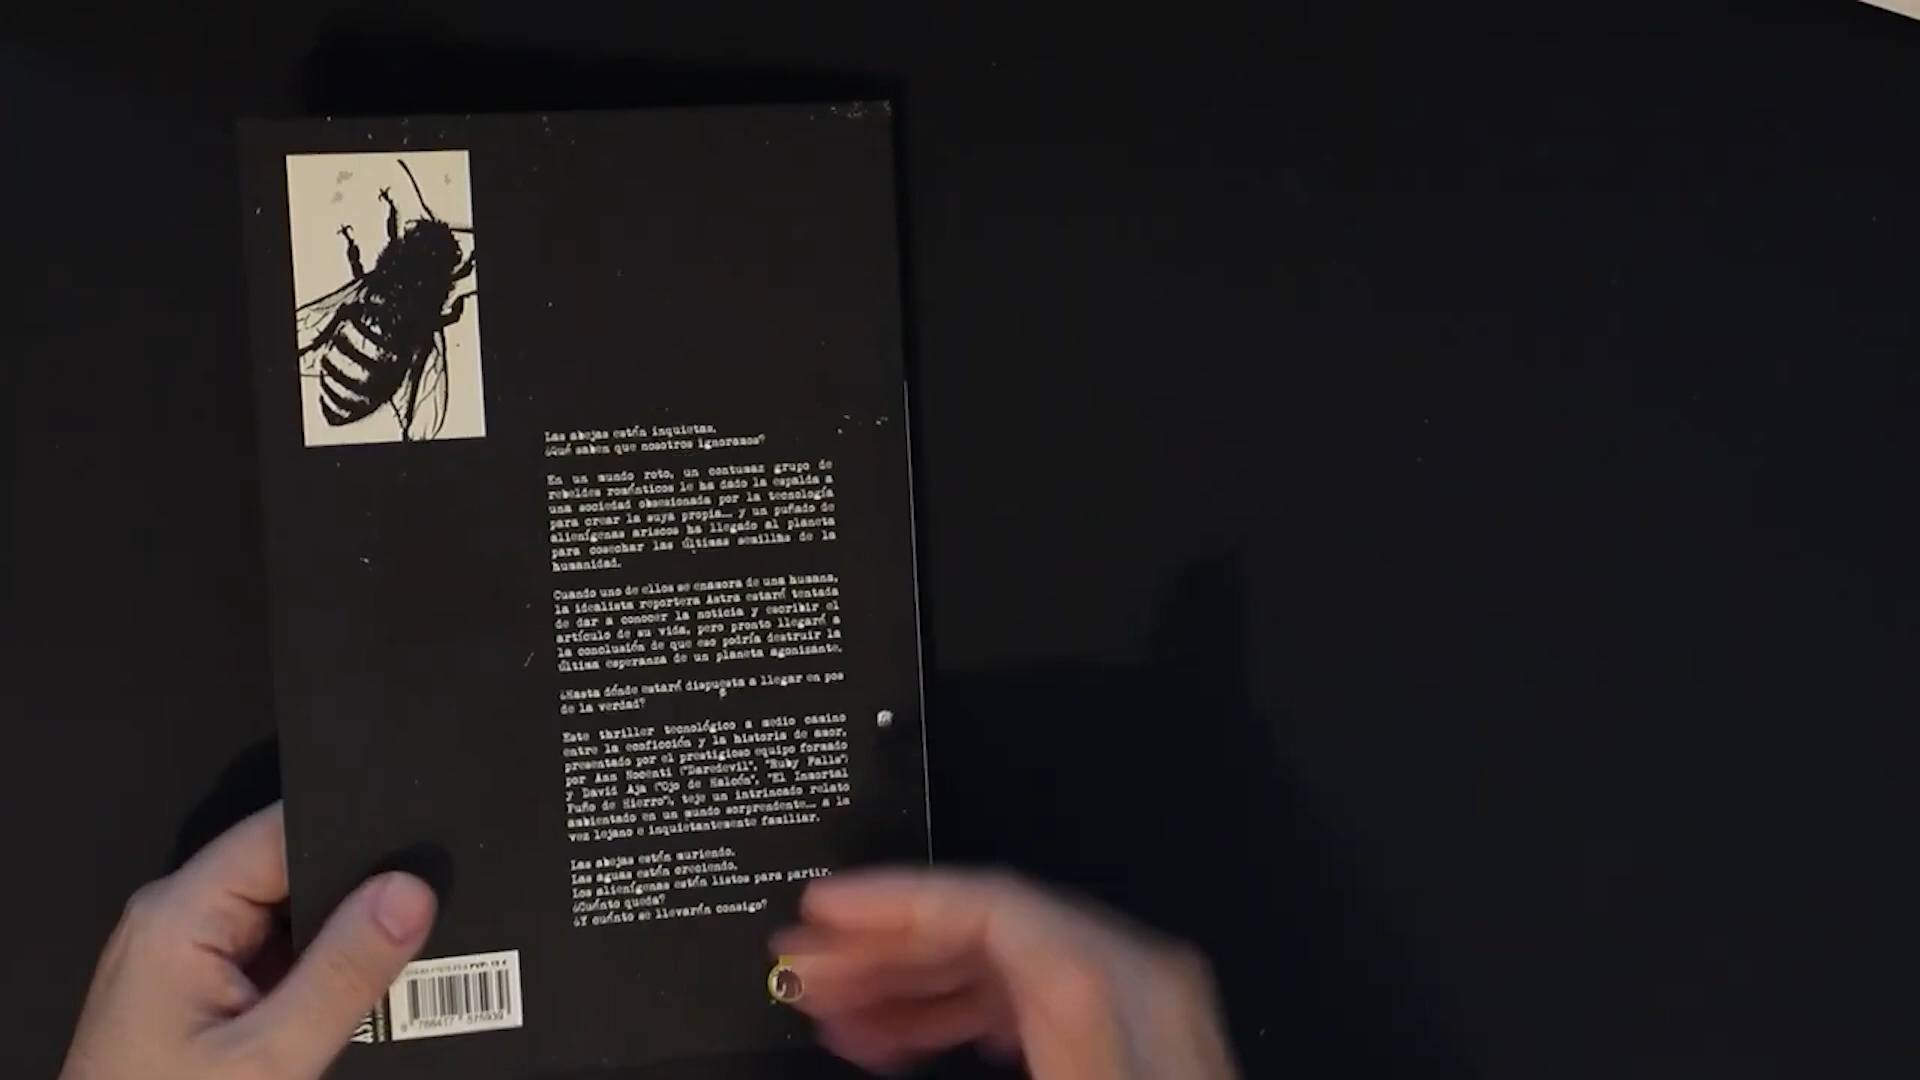 Las abejas están inquietas.
¿Qué saben que nosotros ignoramos?
En un mundo roto, un contumaz grupo de
rebeldes románticos le ha dado la espalda a
una sociedad obsesionada por la tecnología
para crear la suya propia... y un puñado de
alienígenas ariscos ha llegado al planeta
para cosechar las últimas semillas de la
humanidad.
Cuando uno de ellos se enamora de una humana,
la idealista reportera Astra estará tentada
de dar a conocer la noticia y escribir el
artículo de su vida, pero pronto llegará a
la conclusión de que eso podría destruir la
última esperanza de un planeta agonizante.
¿Hasta dónde estará dispuesta a llegar en pos
de la verdad?
Este thriller tecnológico a medio camino
entre la ecoficción y la historia de amor,
presentado por el prestigioso equipo formado
por Ann Nocenti ("Daredevil", "Ruby Falls")
y David Aja ("Ojo de Halcón", "El Inmortal
Puño de Hierro"), teje un intrincado relato
ambientado en un mundo sorprendente... a la
vez lejano e inquietantemente familiar.
Las abejas están muriendo.
Las aguas están creciendo.
Los alienígenas están listos para partir.
¿Cuánto queda?
¿Y cuánto se llevarán consigo?
9 788417 575939